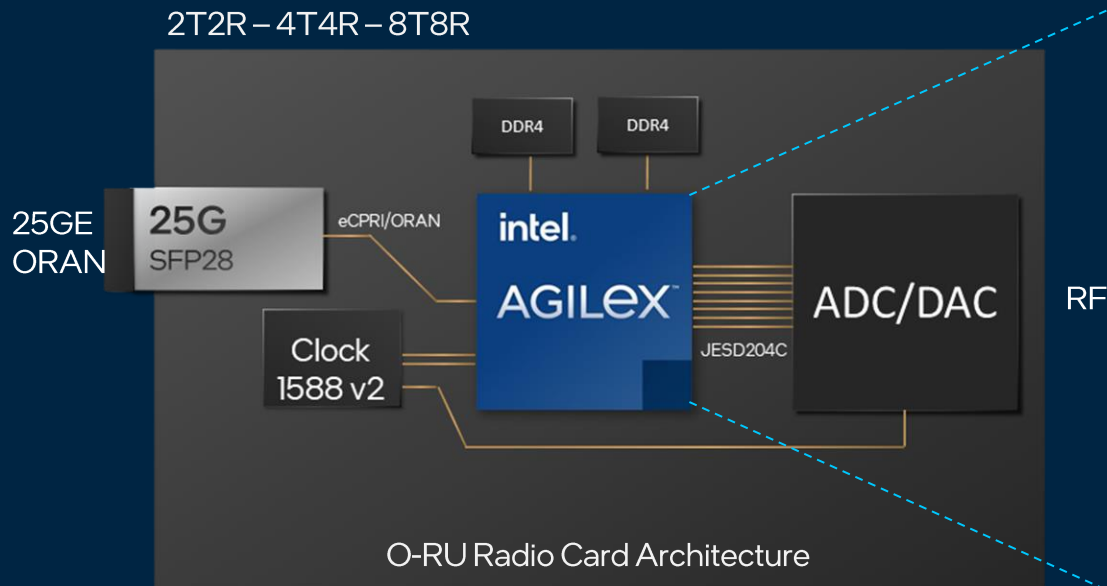 2T2R – 4T4R – 8T8R
DDR4
DDR4
25GE
ORAN
25G
SFP28
eCPRI/ORAN
intel.
AGILEX™
ADC/DAC
RF
JESD204C
Clock
1588 v2
O-RU Radio Card Architecture